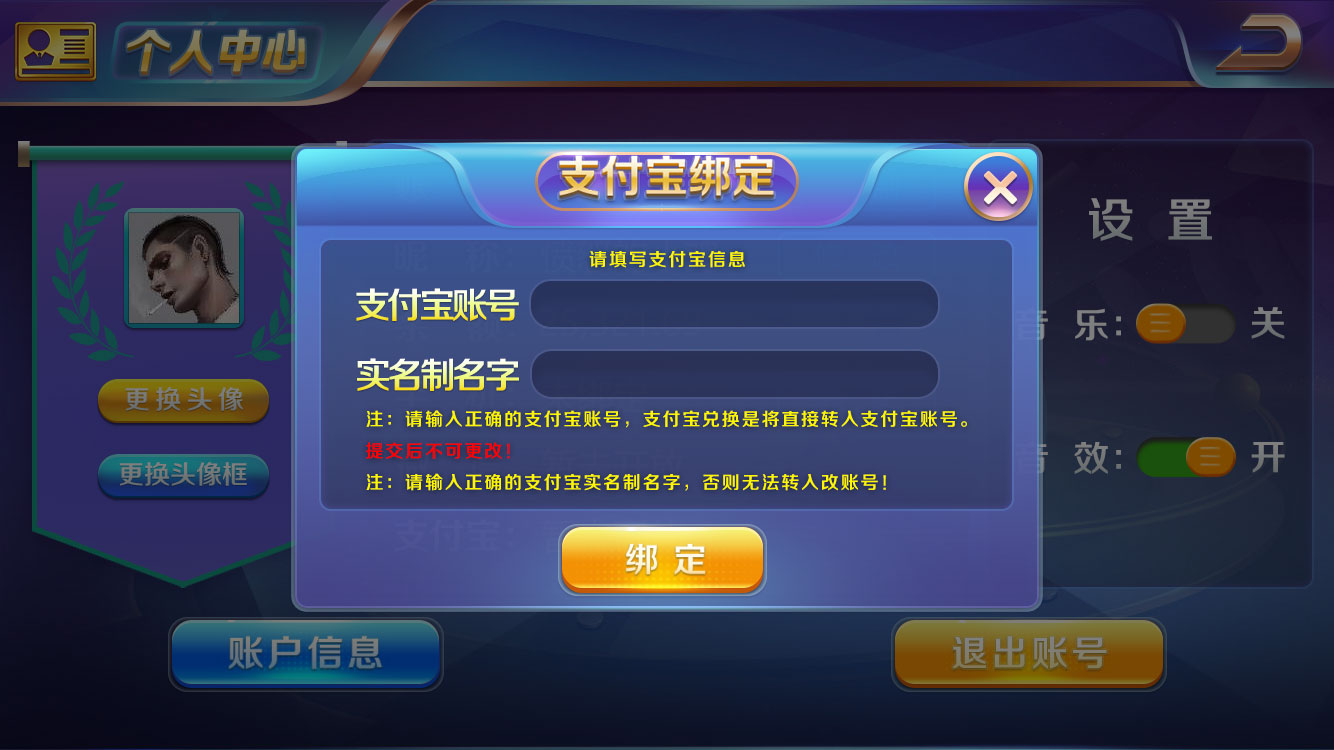 个人中心
支付宝绑定
请填写支付宝信息
支付宝账号
实名制名字
注：请输入正确的支付宝账号，支付宝兑换是将直接转入支付宝账号。
提交后不可更改！
注：请输入正确的支付宝实名制名字，否则无法转入改账号！
绑 定
更换头像
更换头像框
设 置
音 乐： 关
音 效： 开
支付宝：
账户信息
退出账号